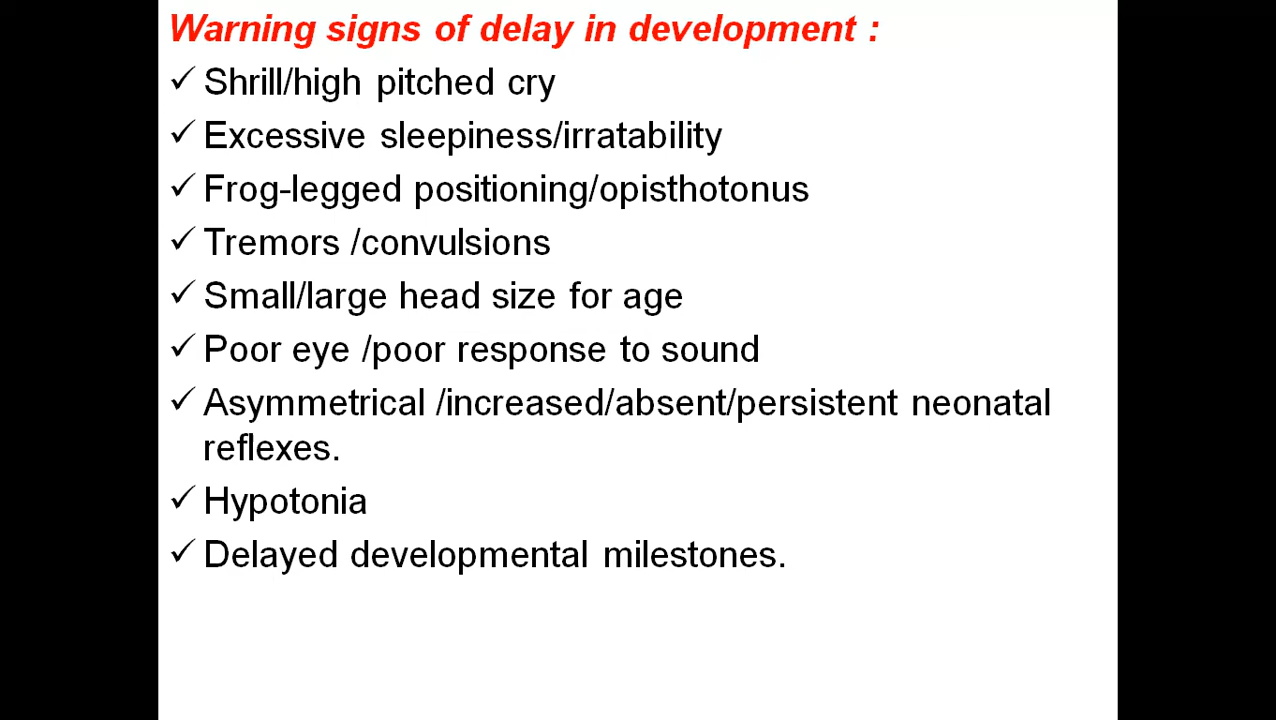 Warning signs of delay in development :
✓ Shrill/high pitched cry
✓ Excessive sleepiness/irratability
✓ Frog-legged positioning/opisthotonus
✓ Tremors /convulsions
✓ Small/large head size for age
✓ Poor eye /poor response to sound
✓ Asymmetrical /increased/absent/persistent neonatal
reflexes.
✓ Hypotonia
✓ Delayed developmental milestones.